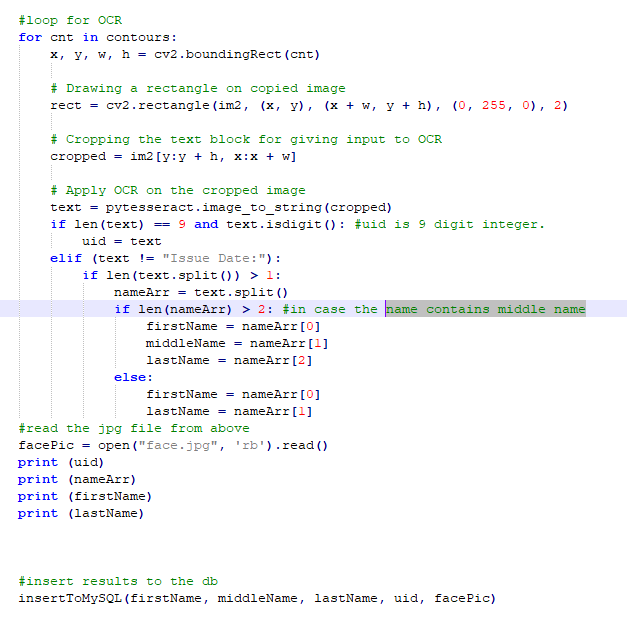 #loop for OCR
for cnt in contours:
    x, y, w, h = cv2.boundingRect(cnt)

    # Drawing a rectangle on copied image
    rect = cv2.rectangle(im2, (x, y), (x + w, y + h), (0, 255, 0), 2)

    # Cropping the text block for giving input to OCR
    cropped = im2[y:y + h, x:x + w]

    # Apply OCR on the cropped image
    text = pytesseract.image_to_string(cropped)
    if len(text) == 9 and text.isdigit(): #uid is 9 digit integer.
        uid = text
    elif (text != "Issue Date:"):
        if len(text.split()) > 1:
            nameArr = text.split()
            if len(nameArr) > 2: #in case the name contains middle name
                firstName = nameArr[0]
                middleName = nameArr[1]
                lastName = nameArr[2]
            else:
                firstName = nameArr[0]
                lastName = nameArr[1]
#read the jpg file from above
facePic = open("face.jpg", 'rb').read()
print (uid)
print (nameArr)
print (firstName)
print (lastName)

#insert results to the db
insertToMySQL(firstName, middleName, lastName, uid, facePic)